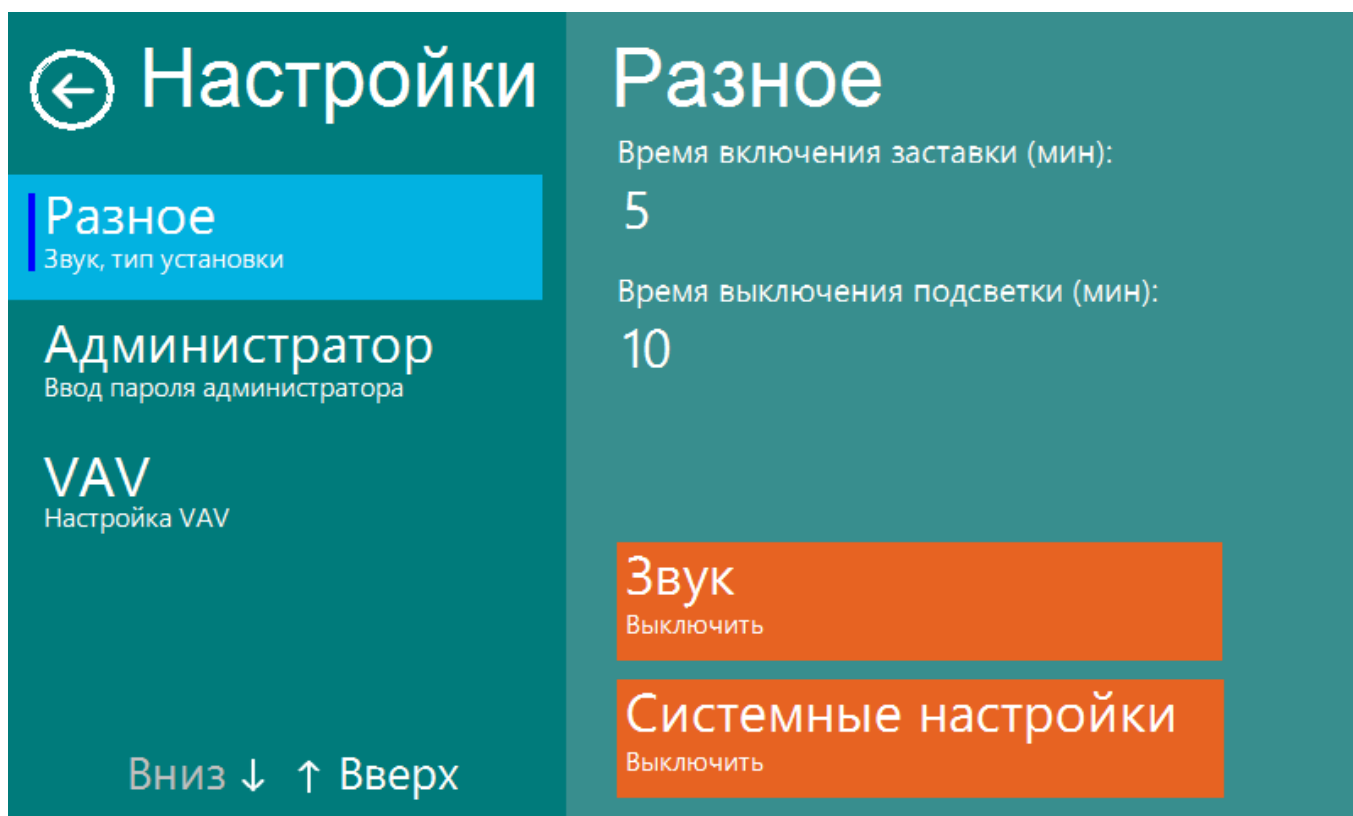 Настройки
Разное
Звук, тип установки
Администратор
Ввод пароля администратора
VAV
Настройка VAV
Вниз ↓ ↑ Вверх
Разное
Время включения заставки (мин):
5
Время выключения подсветки (мин):
10
Звук
Выключить
Системные настройки
Выключить